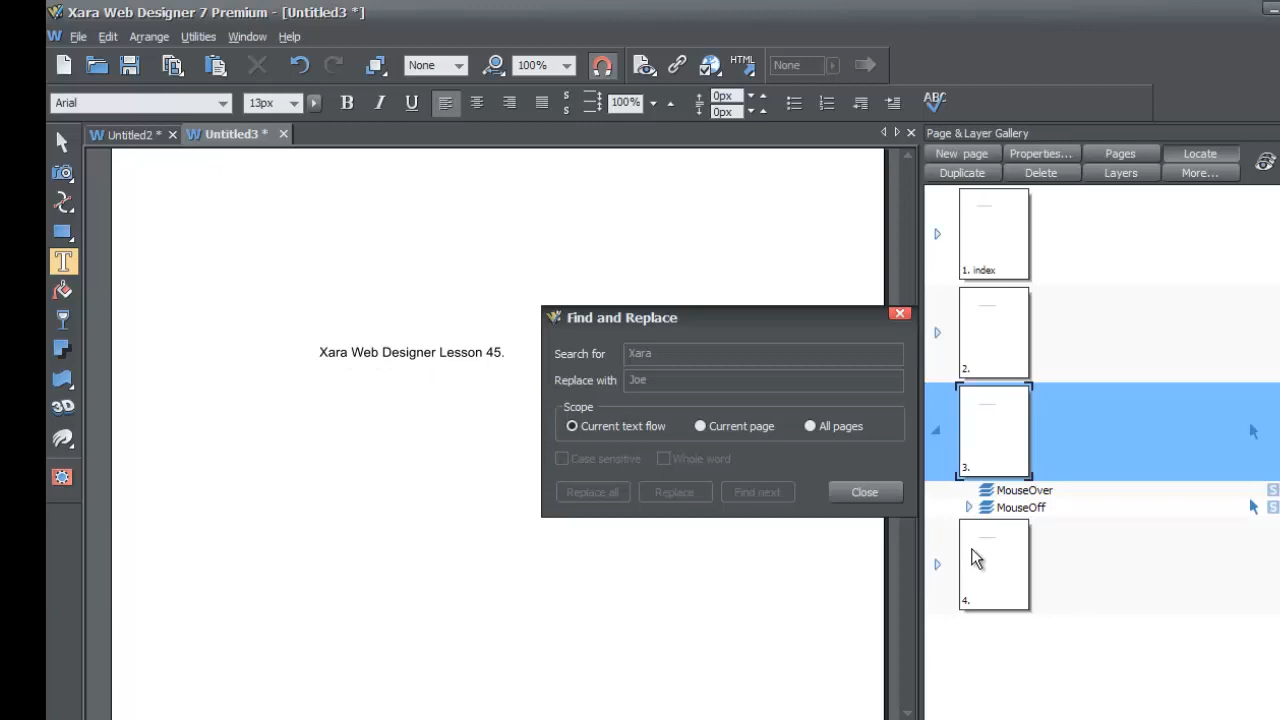 Xara Web Designer 7 Premium - [Untitled3 *]
File Edit Arrange Utilities Window Help
None 100% HTML None
Arial 13px B I U 100% 0px ABC
0px
Untitled2 * Untitled3 *
Page & Layer Gallery
New page Properties... Pages Locate
Duplicate Delete Layers More...
1. index
2.
3.
MouseOver S
MouseOff S
4.
T
3D
Xara Web Designer Lesson 45.
Find and Replace
Search for Xara
Replace with Joe
Scope
Current text flow Current page All pages
Case sensitive Whole word
Replace all Replace Find next Close